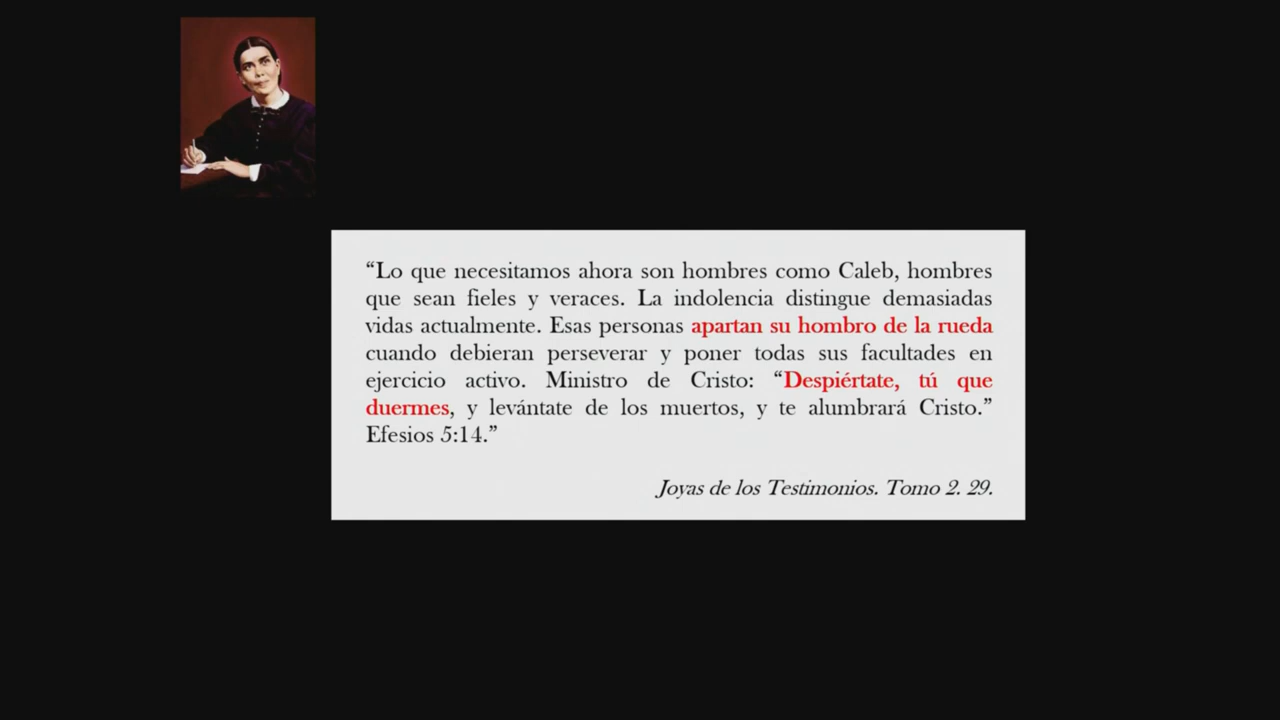 “Lo que necesitamos ahora son hombres como Caleb, hombres
que sean fieles y veraces. La indolencia distingue demasiadas
vidas actualmente. Esas personas apartan su hombro de la rueda
cuando debieran perseverar y poner todas sus facultades en
ejercicio activo. Ministro de Cristo: “Despiértate, tú que
duermes, y levántate de los muertos, y te alumbrará Cristo.”
Efesios 5:14.”
Joyas de los Testimonios. Tomo 2. 29.